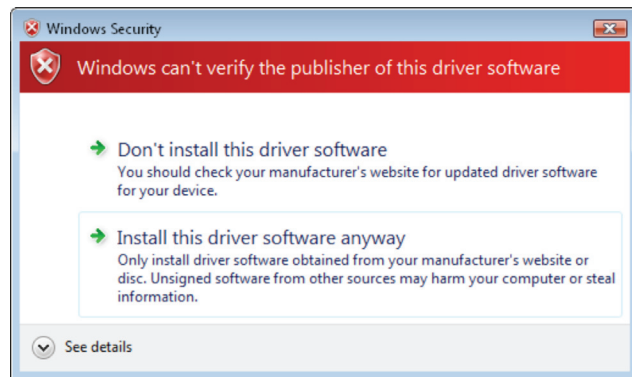 Windows Security
Windows can't verify the publisher of this driver software
Don't install this driver software
You should check your manufacturer's website for updated driver software
for your device.
Install this driver software anyway
Only install driver software obtained from your manufacturer's website or
disc. Unsigned software from other sources may harm your computer or steal
information.
See details